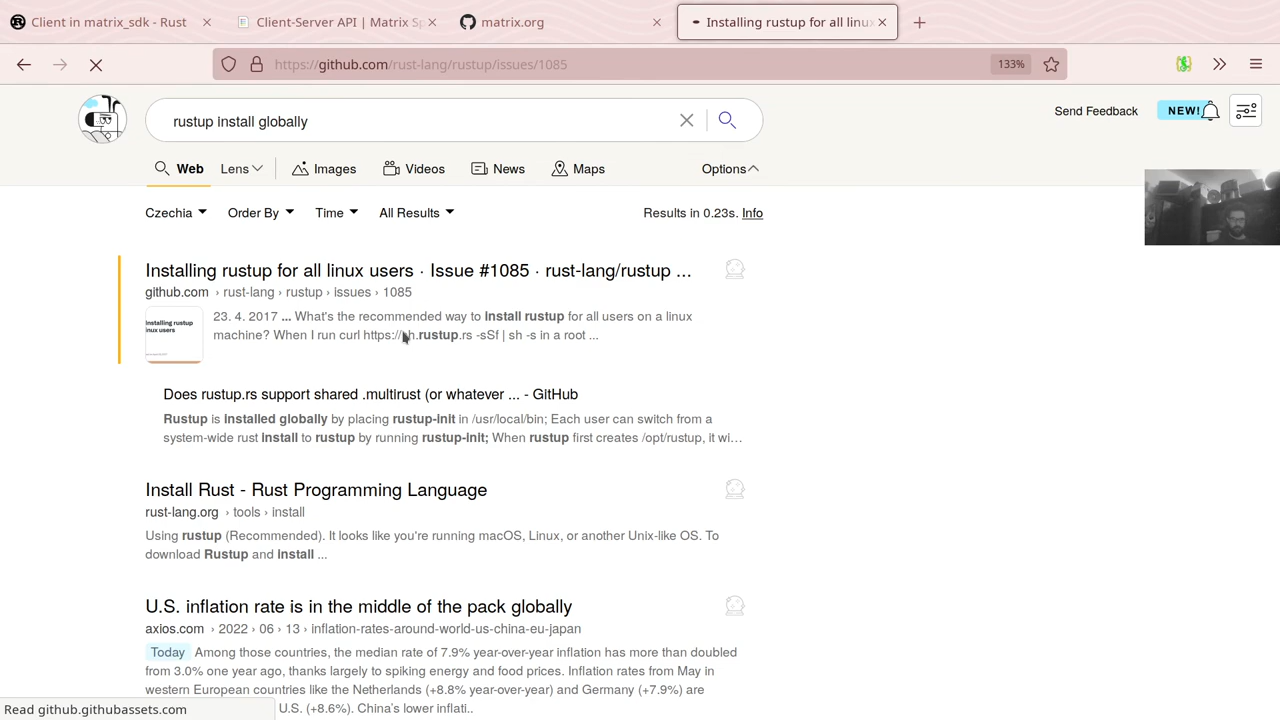 Client in matrix_sdk - Rust
Client-Server API | Matrix Sp
matrix.org
Installing rustup for all linux
https://github.com/rust-lang/rustup/issues/1085
133%
rustup install globally
Send Feedback
NEW!
Web
Lens
Images
Videos
News
Maps
Options
Czechia
Order By
Time
All Results
Results in 0.23s. Info
Installing rustup for all linux users · Issue #1085 · rust-lang/rustup ...
github.com › rust-lang › rustup › issues › 1085
Installing rustup
nux users
23. 4. 2017 ... What's the recommended way to install rustup for all users on a linux
machine? When I run curl https://sh.rustup.rs -sSf | sh -s in a root ...
Does rustup.rs support shared .multirust (or whatever ... - GitHub
Rustup is installed globally by placing rustup-init in /usr/local/bin; Each user can switch from a
system-wide rust install to rustup by running rustup-init; When rustup first creates /opt/rustup, it wi...
Install Rust - Rust Programming Language
rust-lang.org › tools › install
Using rustup (Recommended). It looks like you're running macOS, Linux, or another Unix-like OS. To
download Rustup and install ...
U.S. inflation rate is in the middle of the pack globally
axios.com › 2022 › 06 › 13 › inflation-rates-around-world-us-china-eu-japan
Today Among those countries, the median rate of 7.9% year-over-year inflation has more than doubled
from 3.0% one year ago, thanks largely to spiking energy and food prices. Inflation rates from May in
western European countries like the Netherlands (+8.8% year-over-year) and Germany (+7.9%) are
U.S. (+8.6%). China's lower inflati..
Read github.githubassets.com